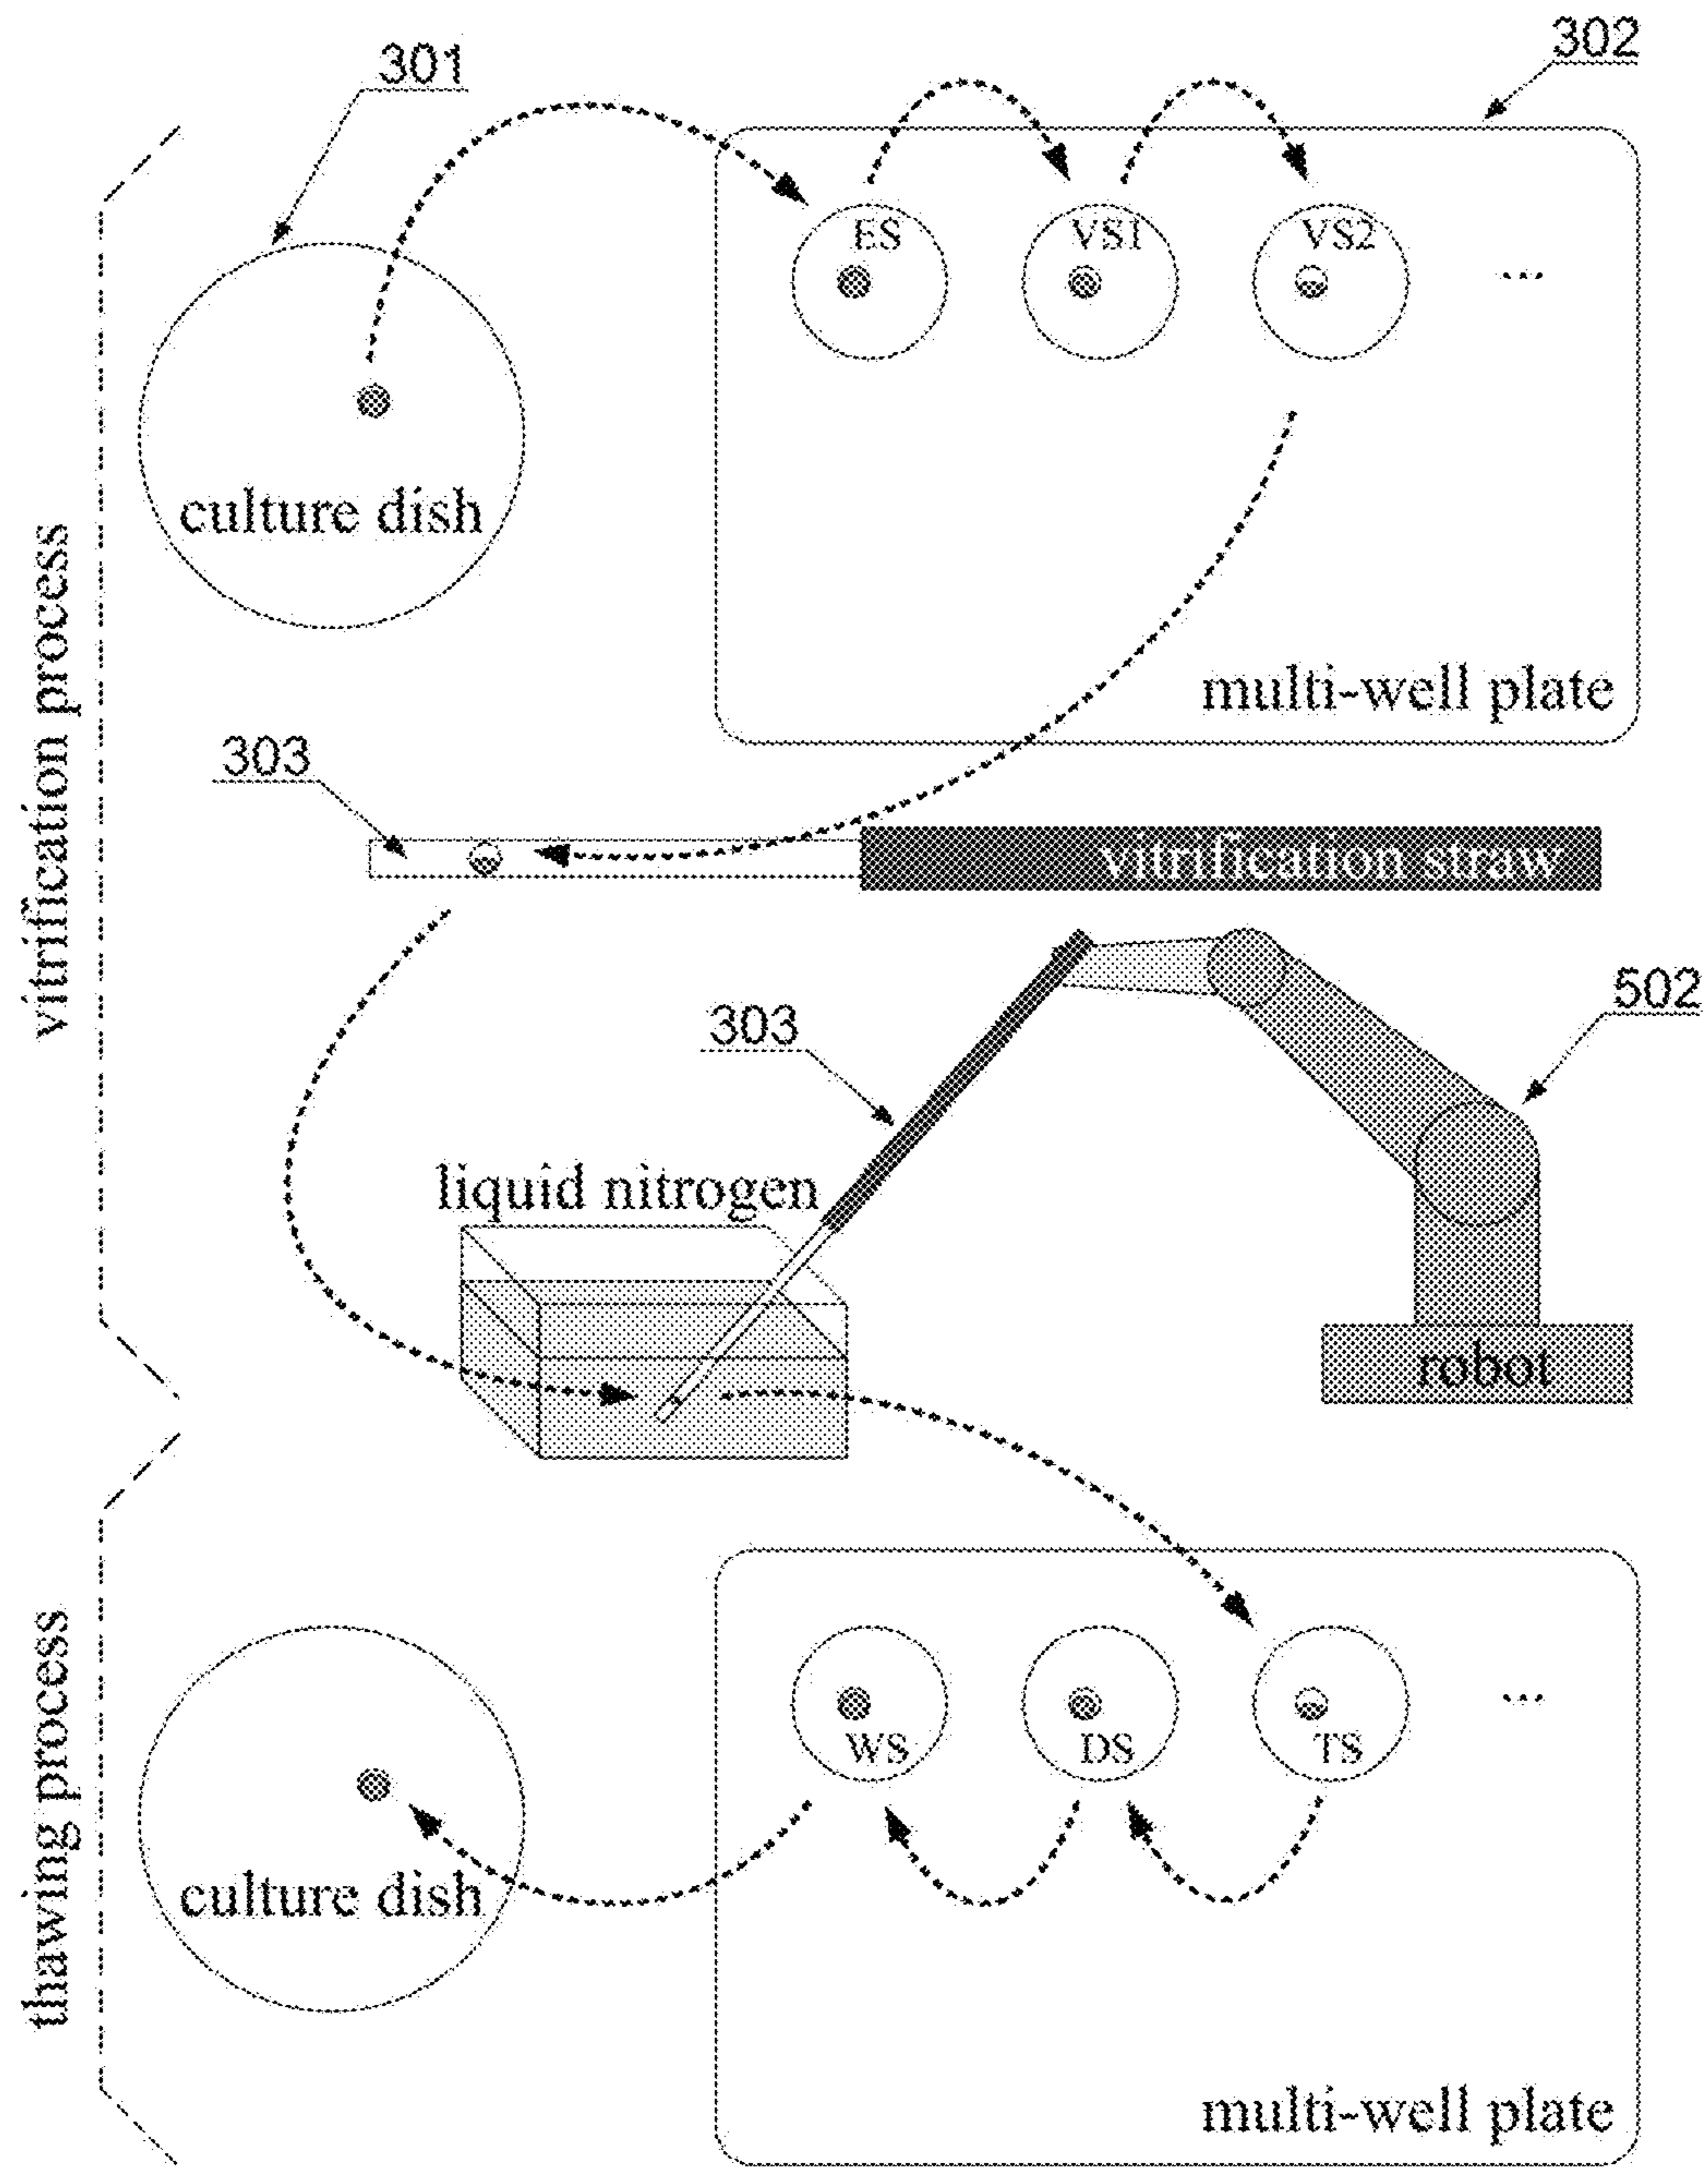 301
302
ES
VS1
VS2
...
culture dish
multi-well plate
vitrification process
303
vitrification straw
303
502
liquid nitrogen
robot
thawing process
WS
DS
TS
...
culture dish
multi-well plate